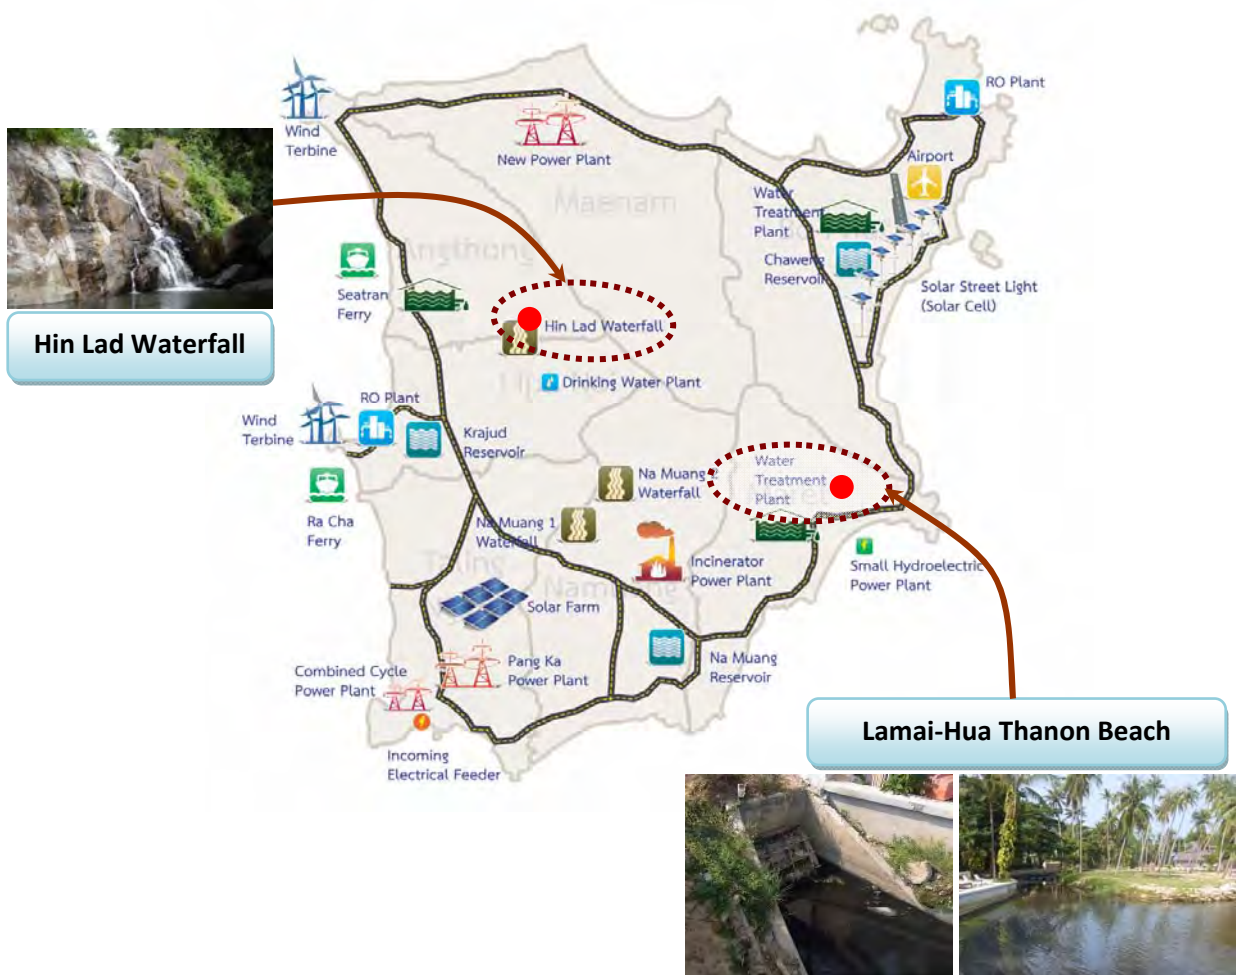 RO Plant
Wind
Terbine
New Power Plant
Airport
Maenam
Water
Treatment
Plant
Angthong
Chaweng
Reservoir
Seatran
Ferry
Solar Street Light
(Solar Cell)
Hin Lad Waterfall
Hin Lad Waterfall
Drinking Water Plant
RO Plant
Wind
Terbine
Krajud
Reservoir
Na Muang 2
Waterfall
Water
Treatment
Plant
Ra Cha
Ferry
Na Muang 1
Waterfall
Incinerator
Power Plant
Small Hydroelectric
Power Plant
Solar Farm
Combined Cycle
Power Plant
Pang Ka
Power Plant
Na Muang
Reservoir
Incoming
Electrical Feeder
Lamai-Hua Thanon Beach